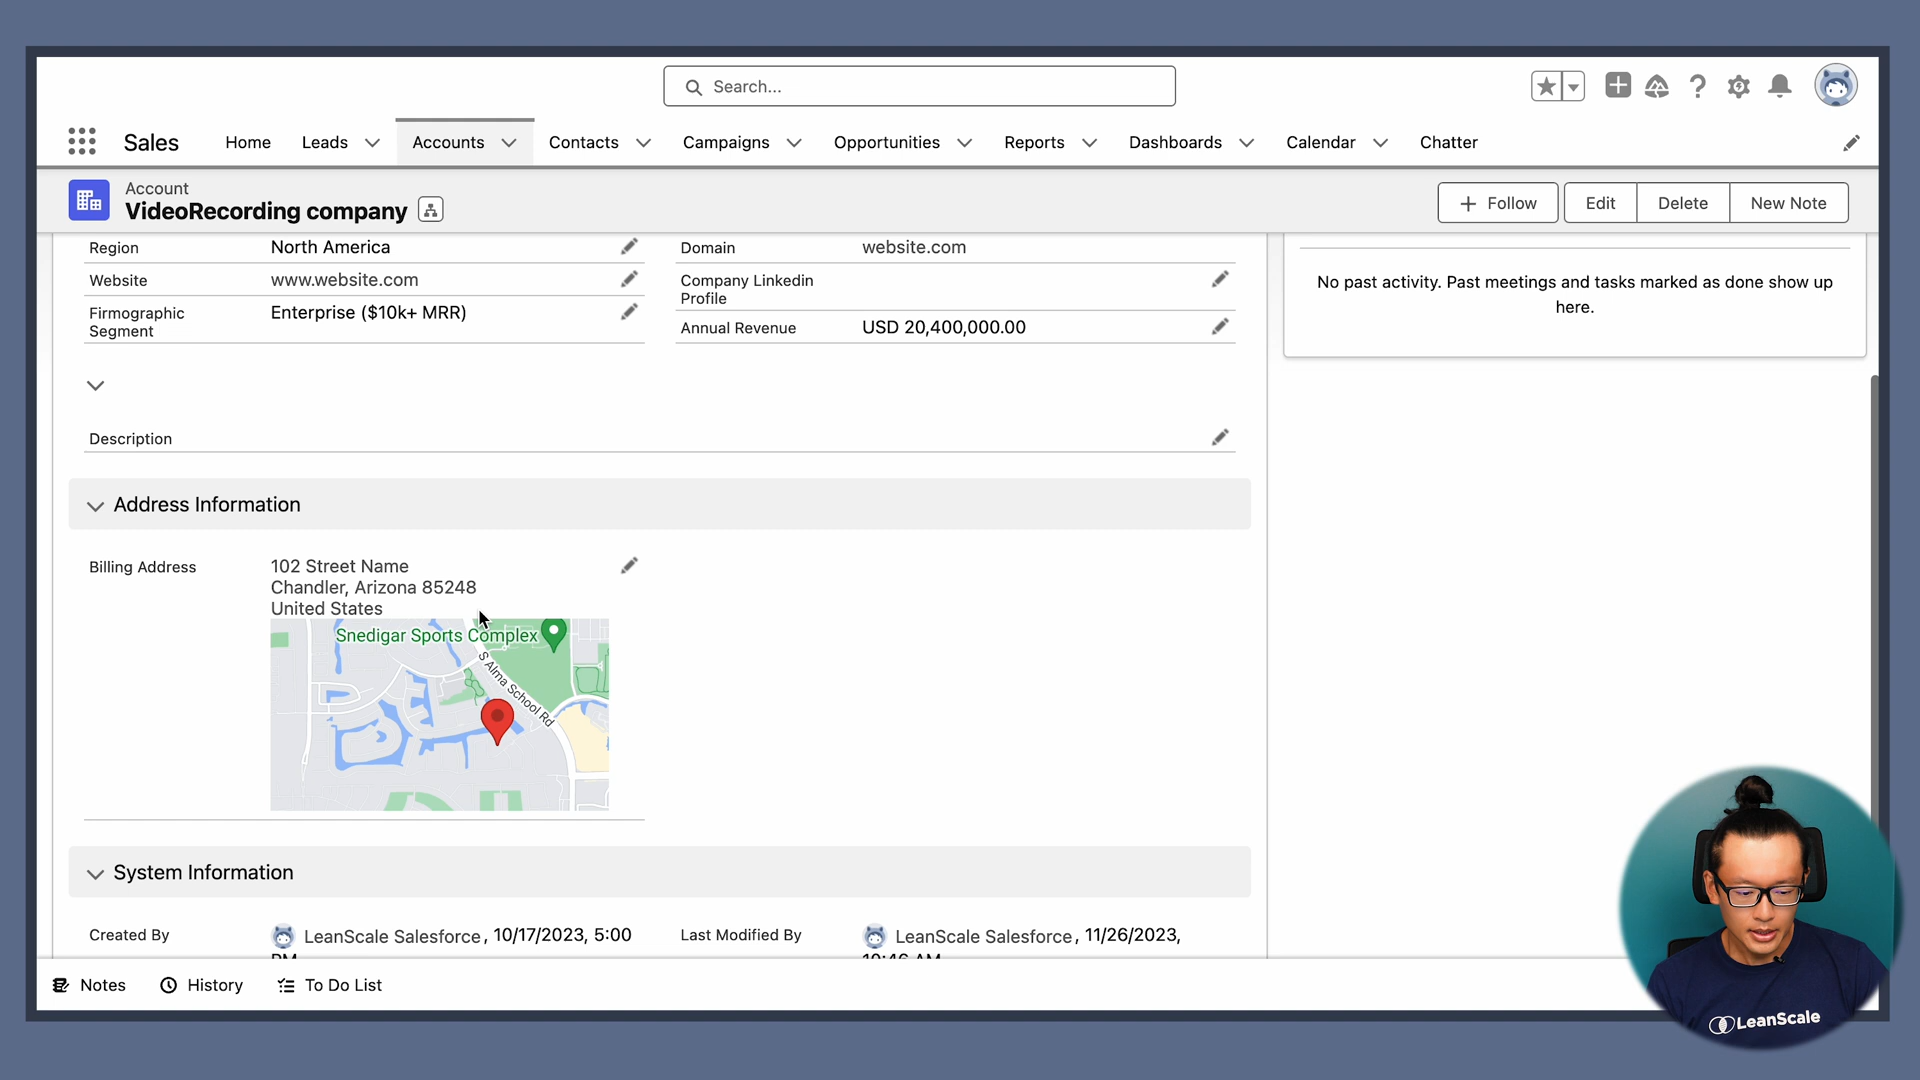 Search...
Sales
Home
Leads
Accounts
Contacts
Campaigns
Opportunities
Reports
Dashboards
Calendar
Chatter
Account
VideoRecording company
Follow
Edit
Delete
New Note
Region
North America
Domain
website.com
Website
www.website.com
Company Linkedin
Profile
Firmographic
Segment
Enterprise ($10k+ MRR)
Annual Revenue
USD 20,400,000.00
No past activity. Past meetings and tasks marked as done show up
here.
Description
Address Information
Billing Address
102 Street Name
Chandler, Arizona 85248
United States
Snedigar Sports Complex
S Alma School Rd
System Information
Created By
LeanScale Salesforce, 10/17/2023, 5:00
PM
Last Modified By
LeanScale Salesforce, 11/26/2023,
10:46 AM
Notes
History
To Do List
LeanScale